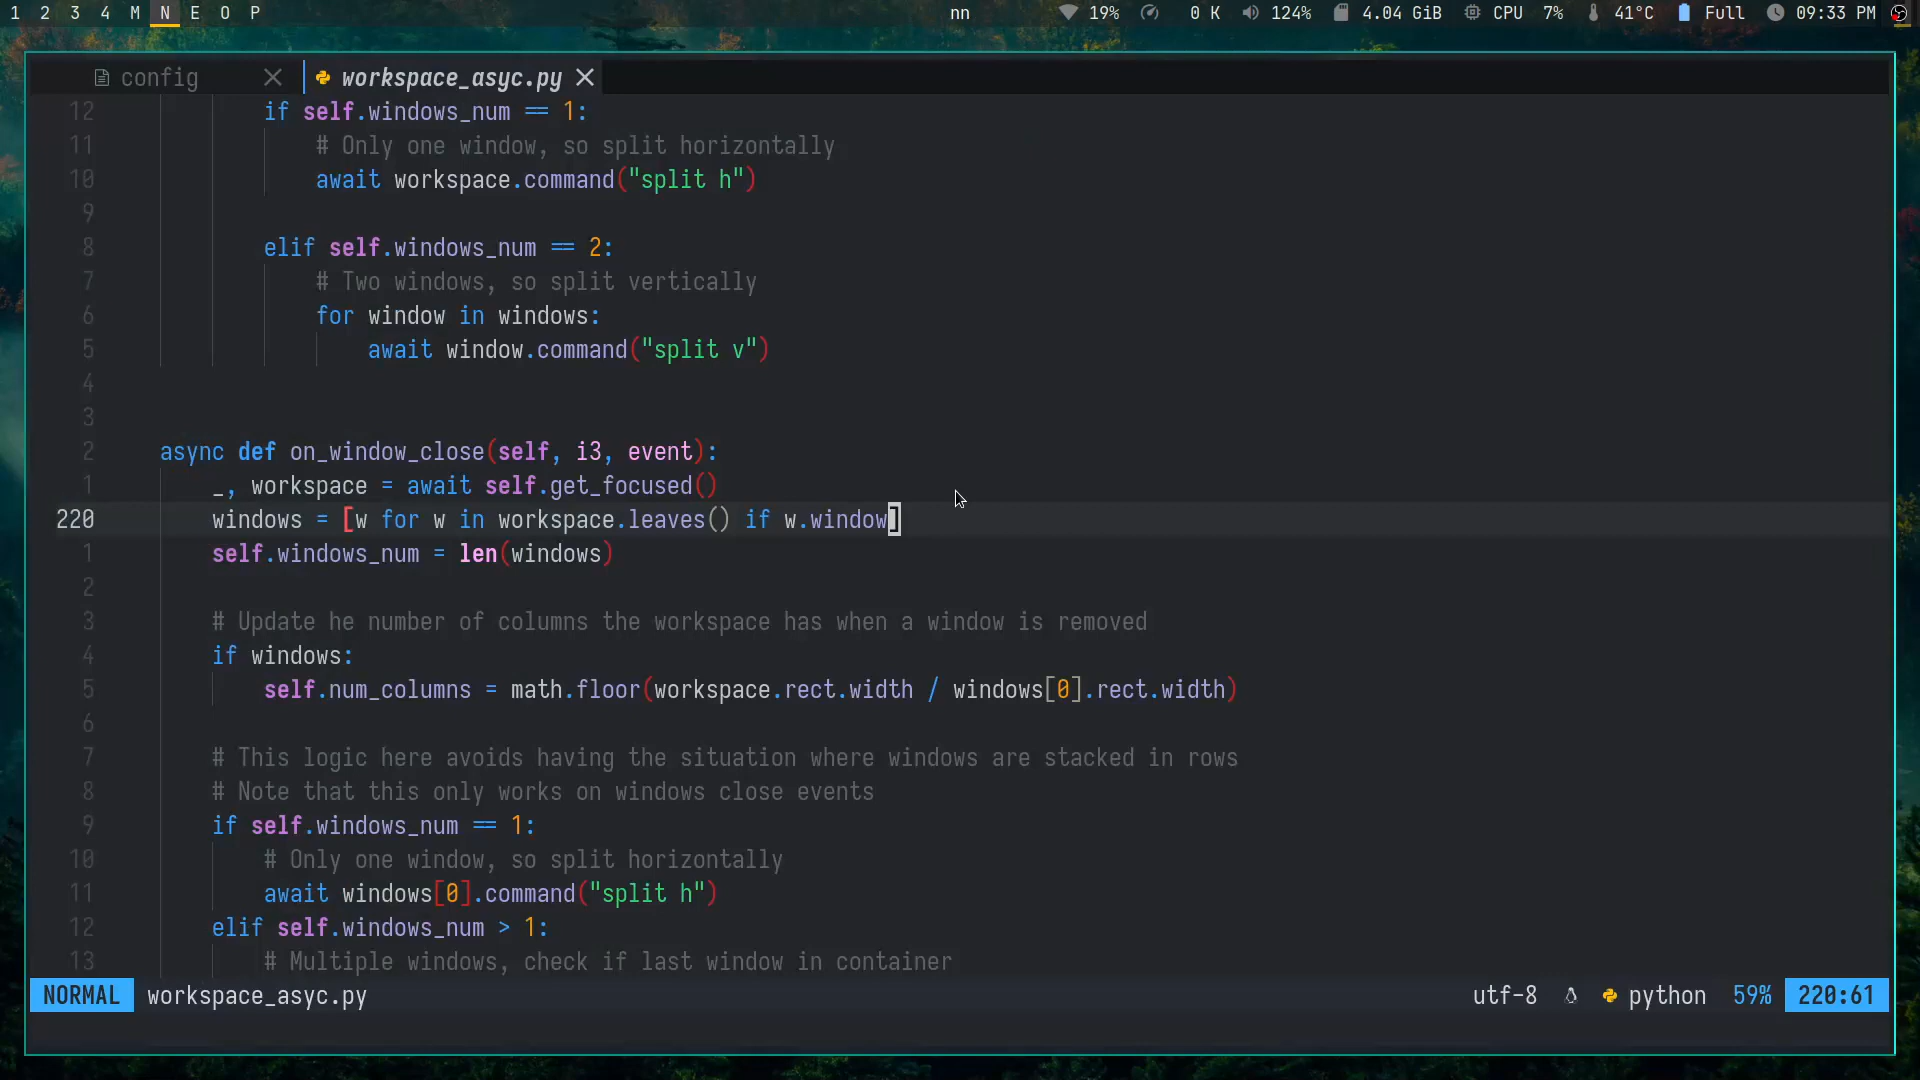 1 2 3 4 M N E O P nn 19% 0 K 124% 4.04 GiB CPU 7% 41°C Full 09:33 PM
config workspace_asyc.py
12 if self.windows_num == 1:
11 # Only one window, so split horizontally
10 await workspace.command("split h")
9
8 elif self.windows_num == 2:
7 # Two windows, so split vertically
6 for window in windows:
5 await window.command("split v")
4
3
2 async def on_window_close(self, i3, event):
1 _, workspace = await self.get_focused()
220 windows = [w for w in workspace.leaves() if w.window]
1 self.windows_num = len(windows)
2
3 # Update he number of columns the workspace has when a window is removed
4 if windows:
5 self.num_columns = math.floor(workspace.rect.width / windows[0].rect.width)
6
7 # This logic here avoids having the situation where windows are stacked in rows
8 # Note that this only works on windows close events
9 if self.windows_num == 1:
10 # Only one window, so split horizontally
11 await windows[0].command("split h")
12 elif self.windows_num > 1:
13 # Multiple windows, check if last window in container
NORMAL workspace_asyc.py utf-8 python 59% 220:61